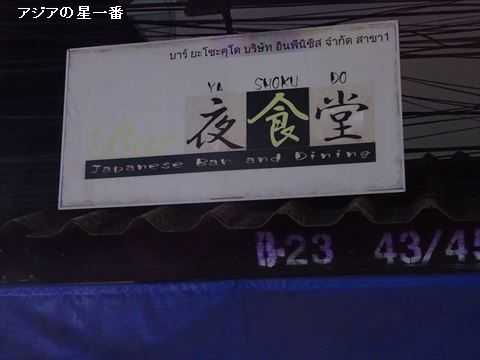 アジアの星一番
บาร์ ยะโชะคุโด บริษัท อินฟินิชิส จำกัด สาขา1
YA SHOKU DO
夜食堂
Japanese Bar and Dining
B-23 43/45